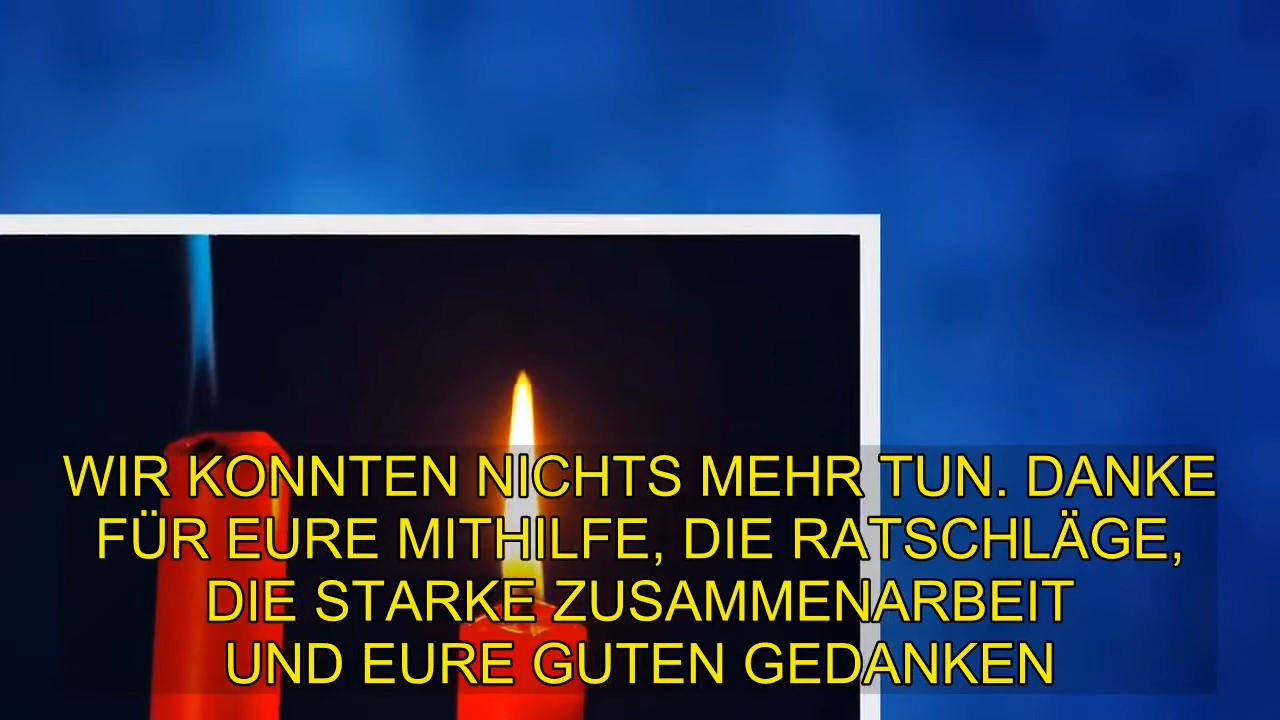 WIR KONNTEN NICHTS MEHR TUN. DANKE
FÜR EURE MITHILFE, DIE RATSCHLÄGE,
DIE STARKE ZUSAMMENARBEIT
UND EURE GUTEN GEDANKEN